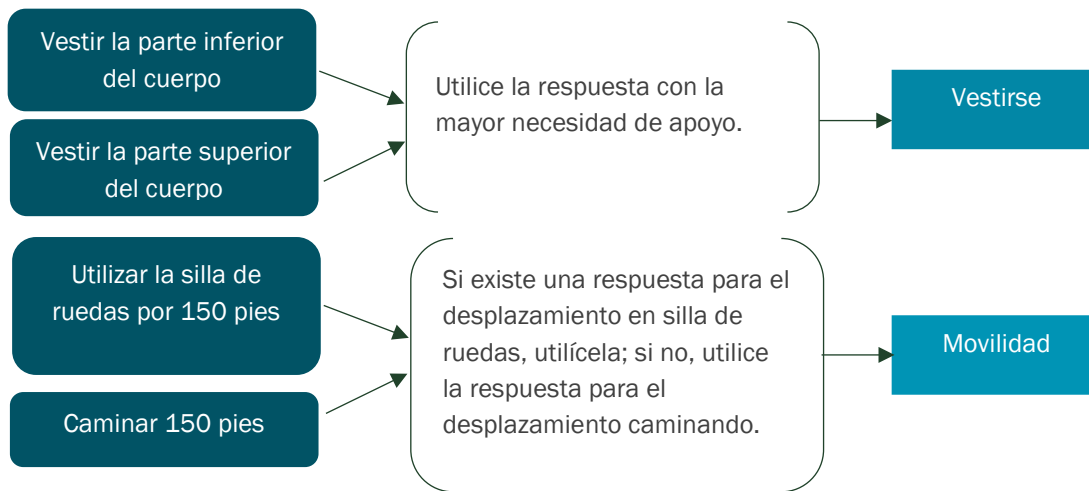 Vestir la parte inferior
del cuerpo
Vestir la parte superior
del cuerpo
Utilice la respuesta con la
mayor necesidad de apoyo.
Vestirse
Utilizar la silla de
ruedas por 150 pies
Caminar 150 pies
Si existe una respuesta para el
desplazamiento en silla de
ruedas, utilícela; si no, utilice
la respuesta para el
desplazamiento caminando.
Movilidad